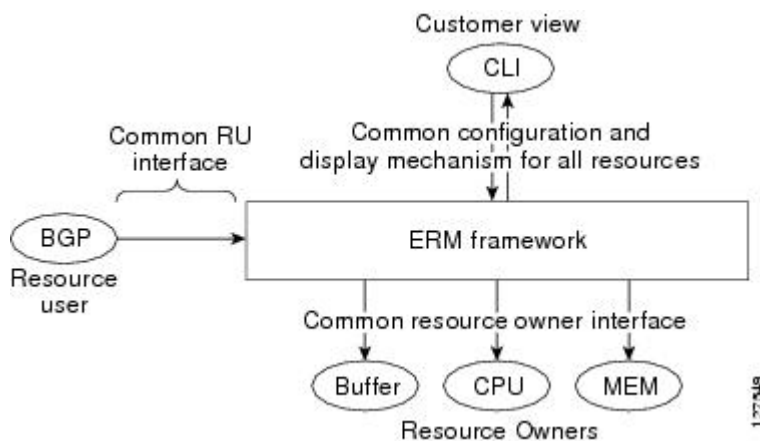 Customer view
CLI
Common RU
interface
Common configuration and
display mechanism for all resources
BGP
Resource
user
ERM framework
Common resource owner interface
Buffer
CPU
MEM
Resource Owners
127549